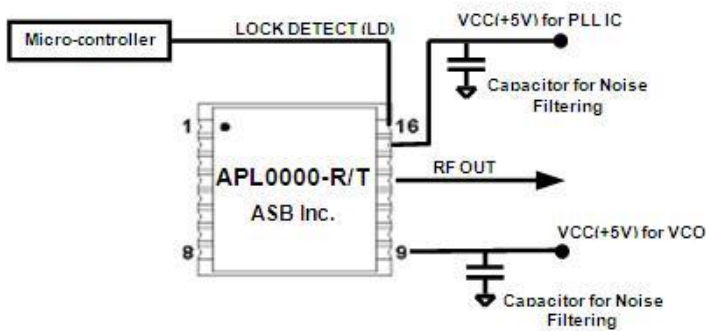 Micro-controller
LOCK DETECT (LD)
VCC(+5V) for PLL IC
Capacitor for Noise
Filtering
1
16
APL0000-R/T
ASB Inc.
RF OUT
8
9
VCC(+5V) for VCO
Capacitor for Noise
Filtering